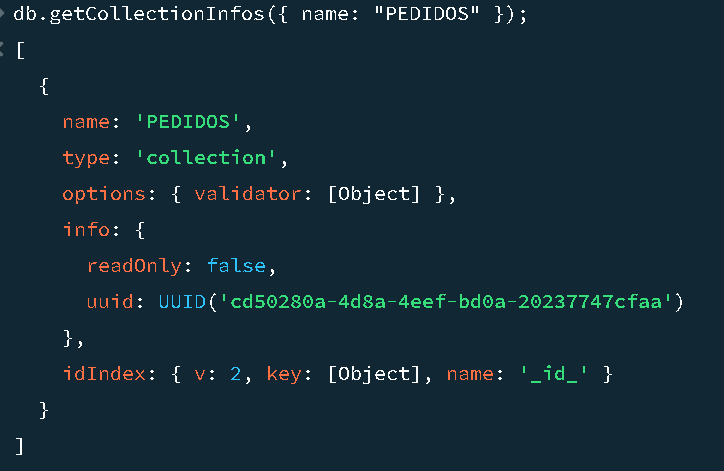 db.getCollectionInfos({ name: "PEDIDOS" });
[
  {
    name: 'PEDIDOS',
    type: 'collection',
    options: { validator: [Object] },
    info: {
      readOnly: false,
      uuid: UUID('cd50280a-4d8a-4eef-bd0a-20237747cfaa')
    },
    idIndex: { v: 2, key: [Object], name: '_id_' }
  }
]